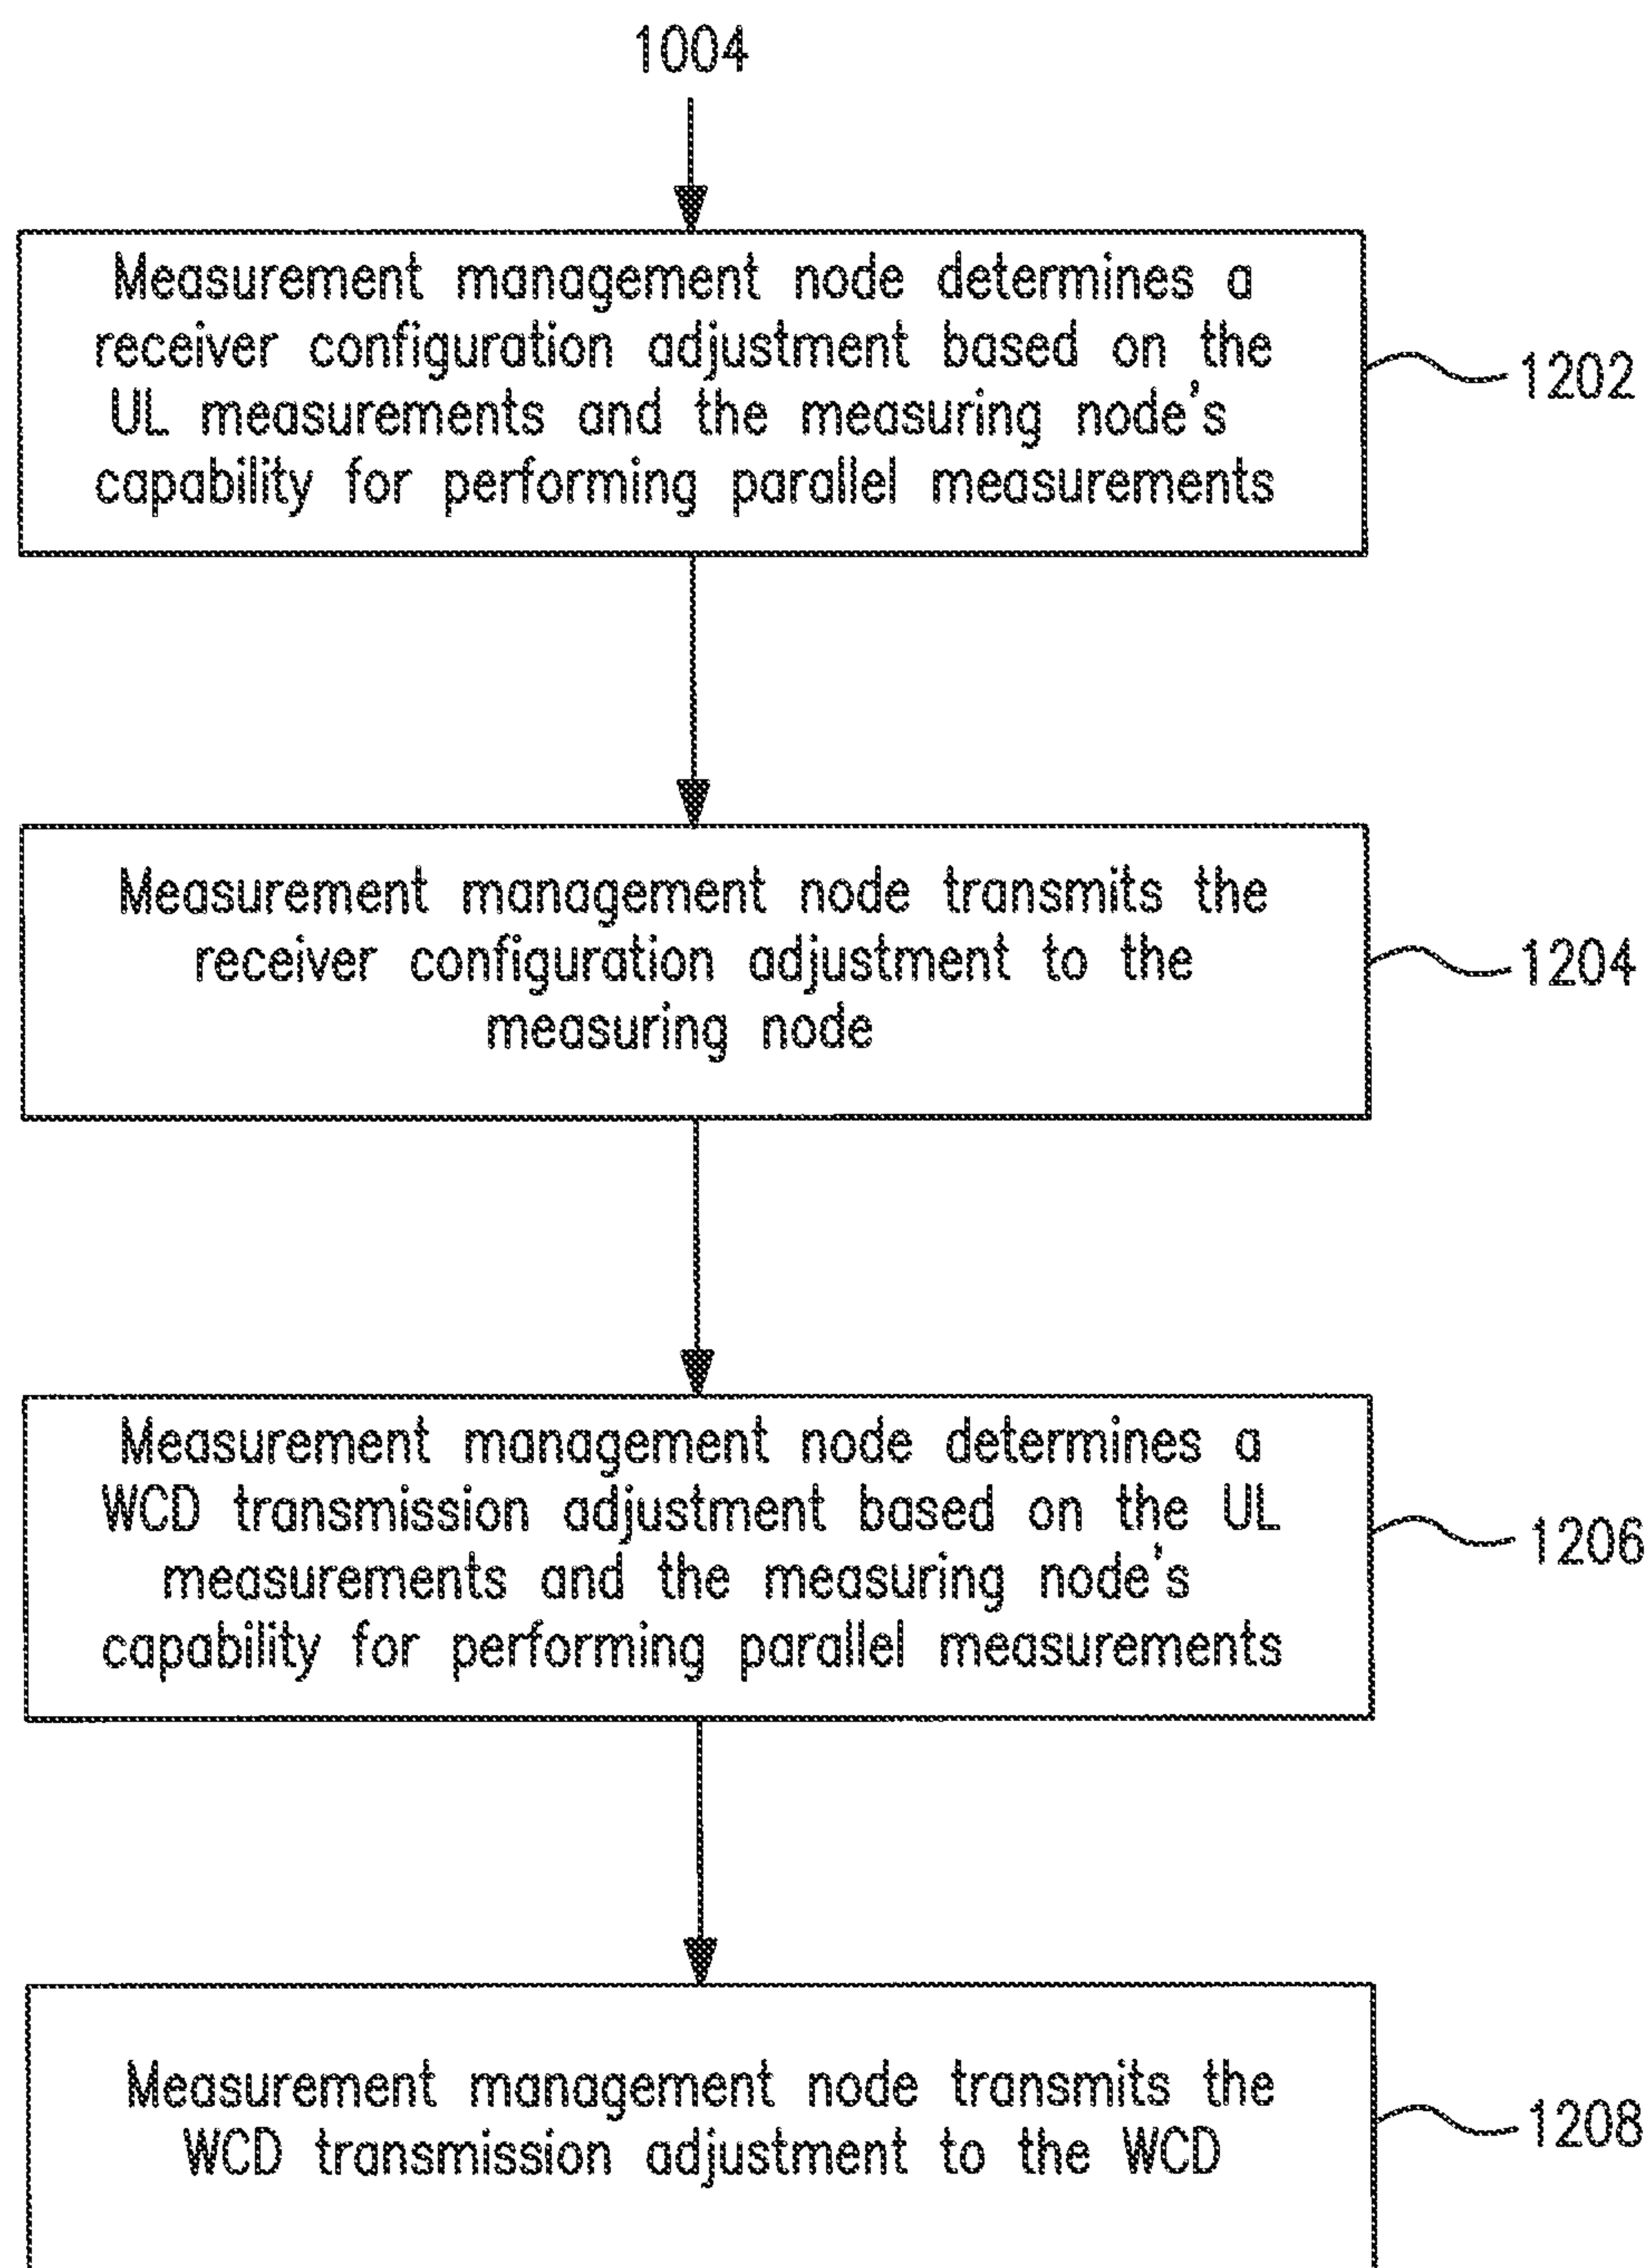 1004
Measurement management node determines a
receiver configuration adjustment based on the
UL measurements and the measuring node's
capability for performing parallel measurements
1202
Measurement management node transmits the
receiver configuration adjustment to the
measuring node
1204
Measurement management node determines a
WCD transmission adjustment based on the UL
measurements and the measuring node's
capability for performing parallel measurements
1206
Measurement management node transmits the
WCD transmission adjustment to the WCD
1208